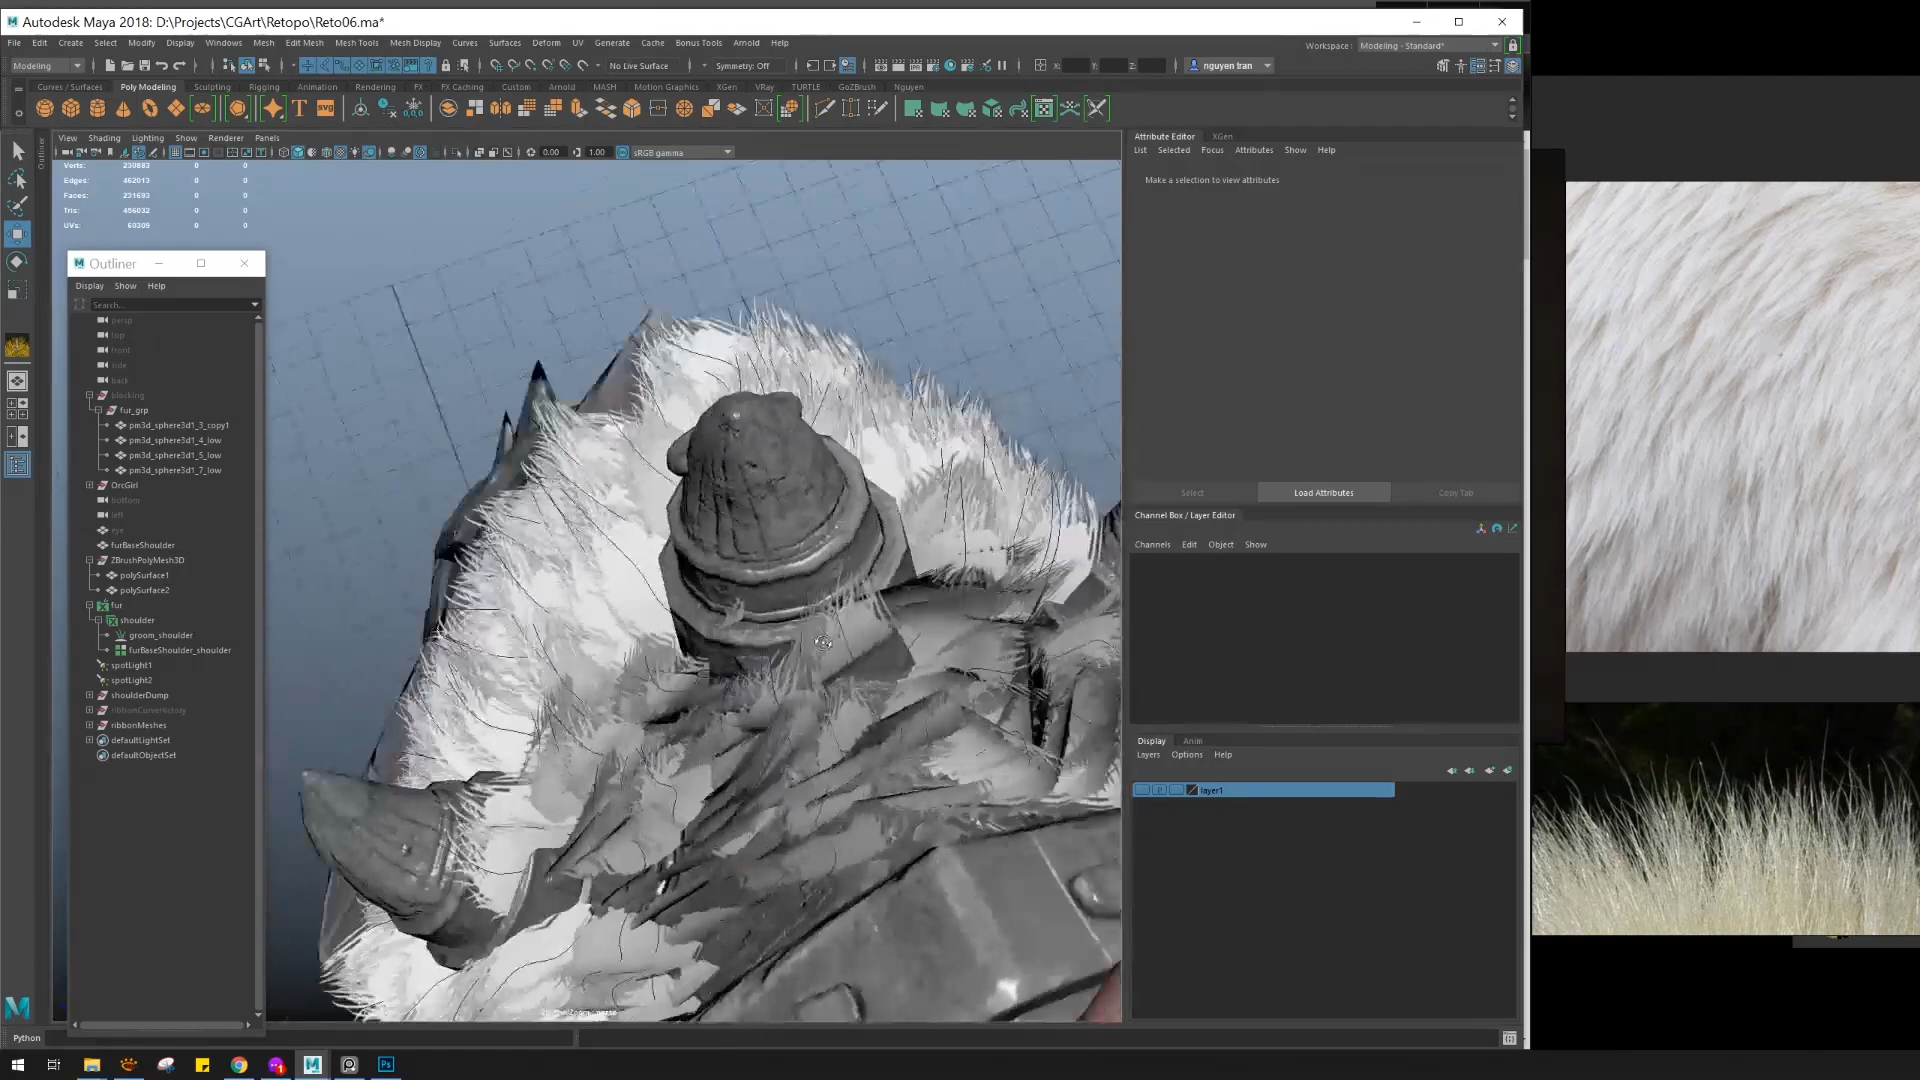 Autodesk Maya 2018: D:\Projects\CGArt\Retopo\Reto06.ma*
File Edit Create Select Modify Display Windows Mesh Edit Mesh Mesh Tools Mesh Display Curves Surfaces Deform UV Generate Cache Bonus Tools Arnold Help
Workspace: Modeling - Standard*
Modeling
No Live Surface
Symmetry: Off
X:
Y:
Z:
nguyen tran
Curves / Surfaces Poly Modeling Sculpting Rigging Animation Rendering FX FX Caching Custom Arnold MASH Motion Graphics XGen VRay TURTLE GoZBrush Nguyen
View Shading Lighting Show Renderer Panels
0.00
1.00
sRGB gamma
Verts: 230883 0 0
Edges: 462013 0 0
Faces: 231693 0 0
Tris: 456032 0 0
UVs: 60309 0 0
Outliner
Display Show Help
Search...
persp
top
front
side
back
blocking
fur_grp
pm3d_sphere3d1_3_copy1
pm3d_sphere3d1_4_low
pm3d_sphere3d1_5_low
pm3d_sphere3d1_7_low
OrcGirl
bottom
left
eye
furBaseShoulder
ZBrushPolyMesh3D
polySurface1
polySurface2
fur
shoulder
groom_shoulder
furBaseShoulder_shoulder
spotLight1
spotLight2
shoulderDump
ribbonCurveHistory
ribbonMeshes
defaultLightSet
defaultObjectSet
Outliner
Attribute Editor XGen
List Selected Focus Attributes Show Help
Make a selection to view attributes
Select Load Attributes Copy Tab
Channel Box / Layer Editor
Channels Edit Object Show
Display Anim
Layers Options Help
P
layer1
Python